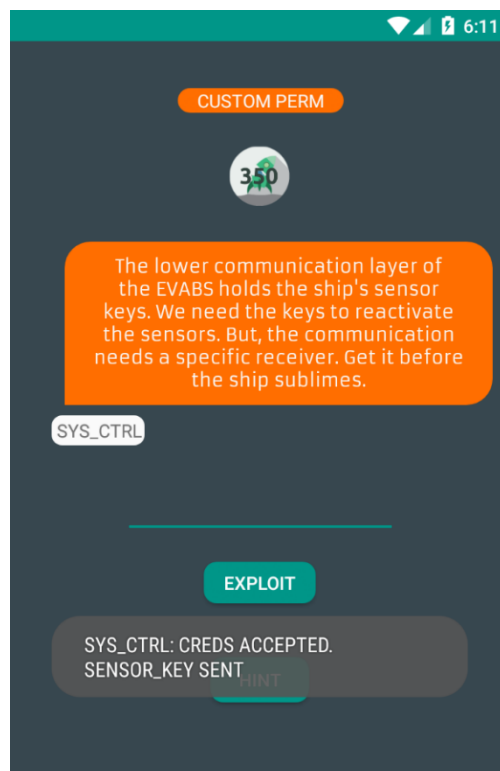 6:11
CUSTOM PERM
350
The lower communication layer of
the EVABS holds the ship's sensor
keys. We need the keys to reactivate
the sensors. But, the communication
needs a specific receiver. Get it before
the ship sublimes.
SYS_CTRL
EXPLOIT
SYS_CTRL: CREDS ACCEPTED.
SENSOR_KEY SENT
HINT